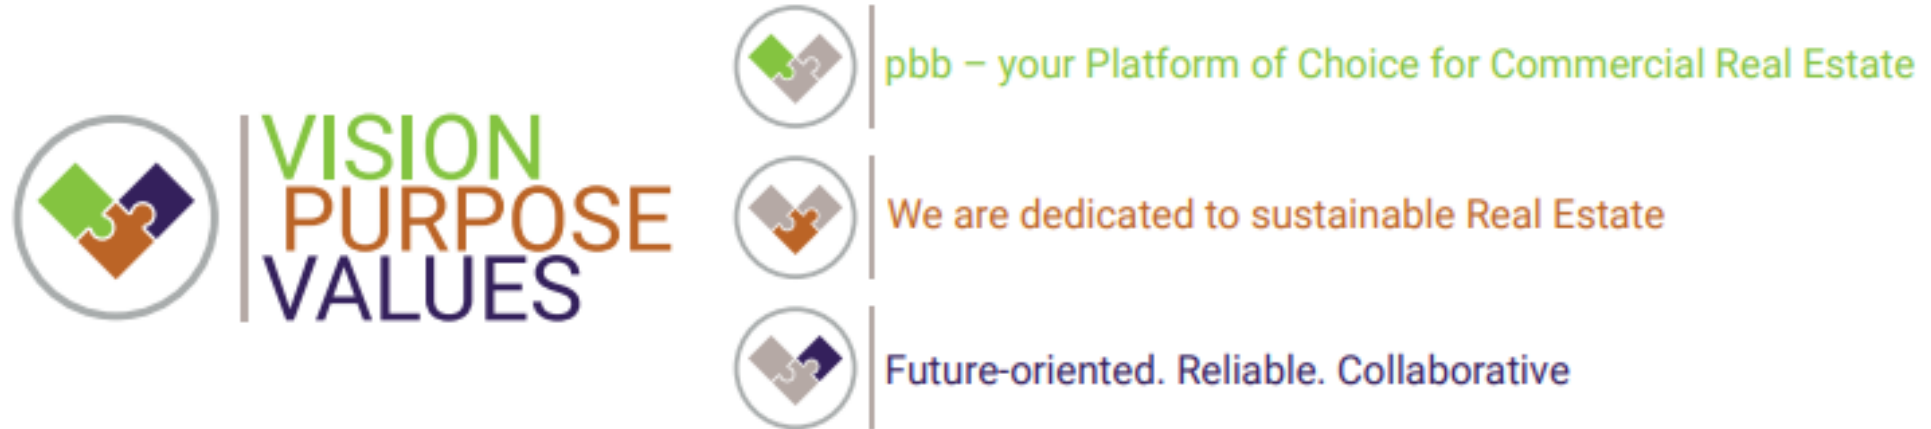 VISION
PURPOSE
VALUES
pbb – your Platform of Choice for Commercial Real Estate
We are dedicated to sustainable Real Estate
Future-oriented. Reliable. Collaborative